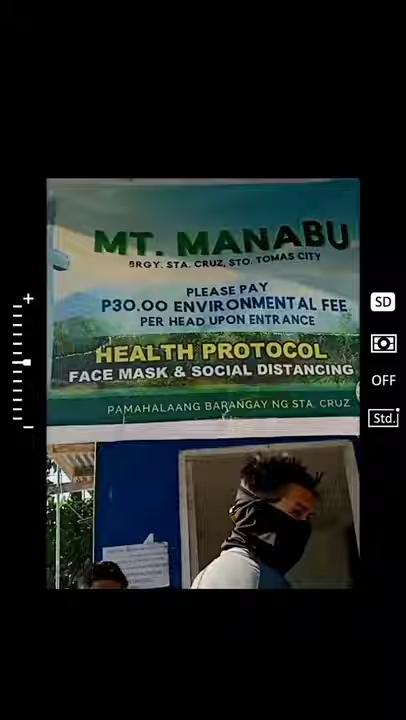 MT. MANABU
BRGY. STA. CRUZ, STO. TOMAS CITY
PLEASE PAY
P30.00 ENVIRONMENTAL FEE
PER HEAD UPON ENTRANCE
HEALTH PROTOCOL
FACE MASK & SOCIAL DISTANCING
PAMAHALAANG BARANGAY NG STA. CRUZ
SD
OFF
Std.